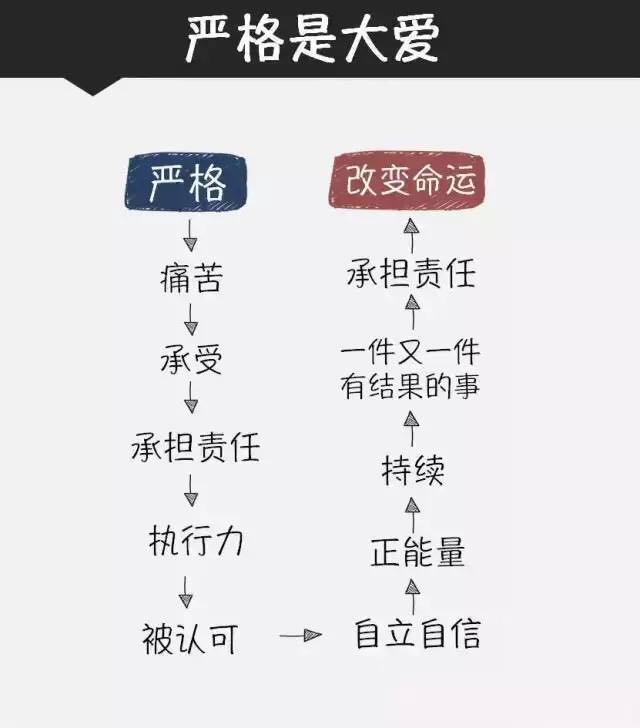 严格是大爱
严格
痛苦
承受
承担责任
执行力
被认可
自立自信
正能量
持续
一件又一件
有结果的事
承担责任
改变命运